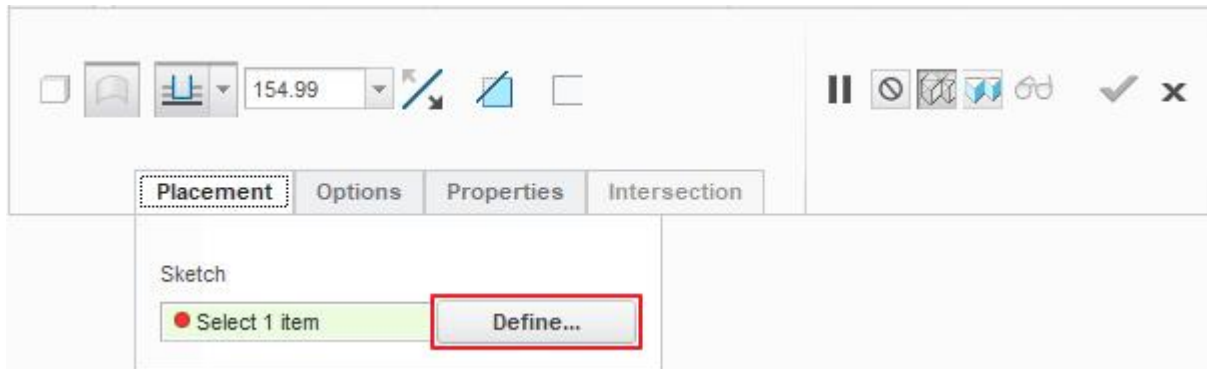 154.99
Placement Options Properties Intersection
Sketch
Select 1 item Define...